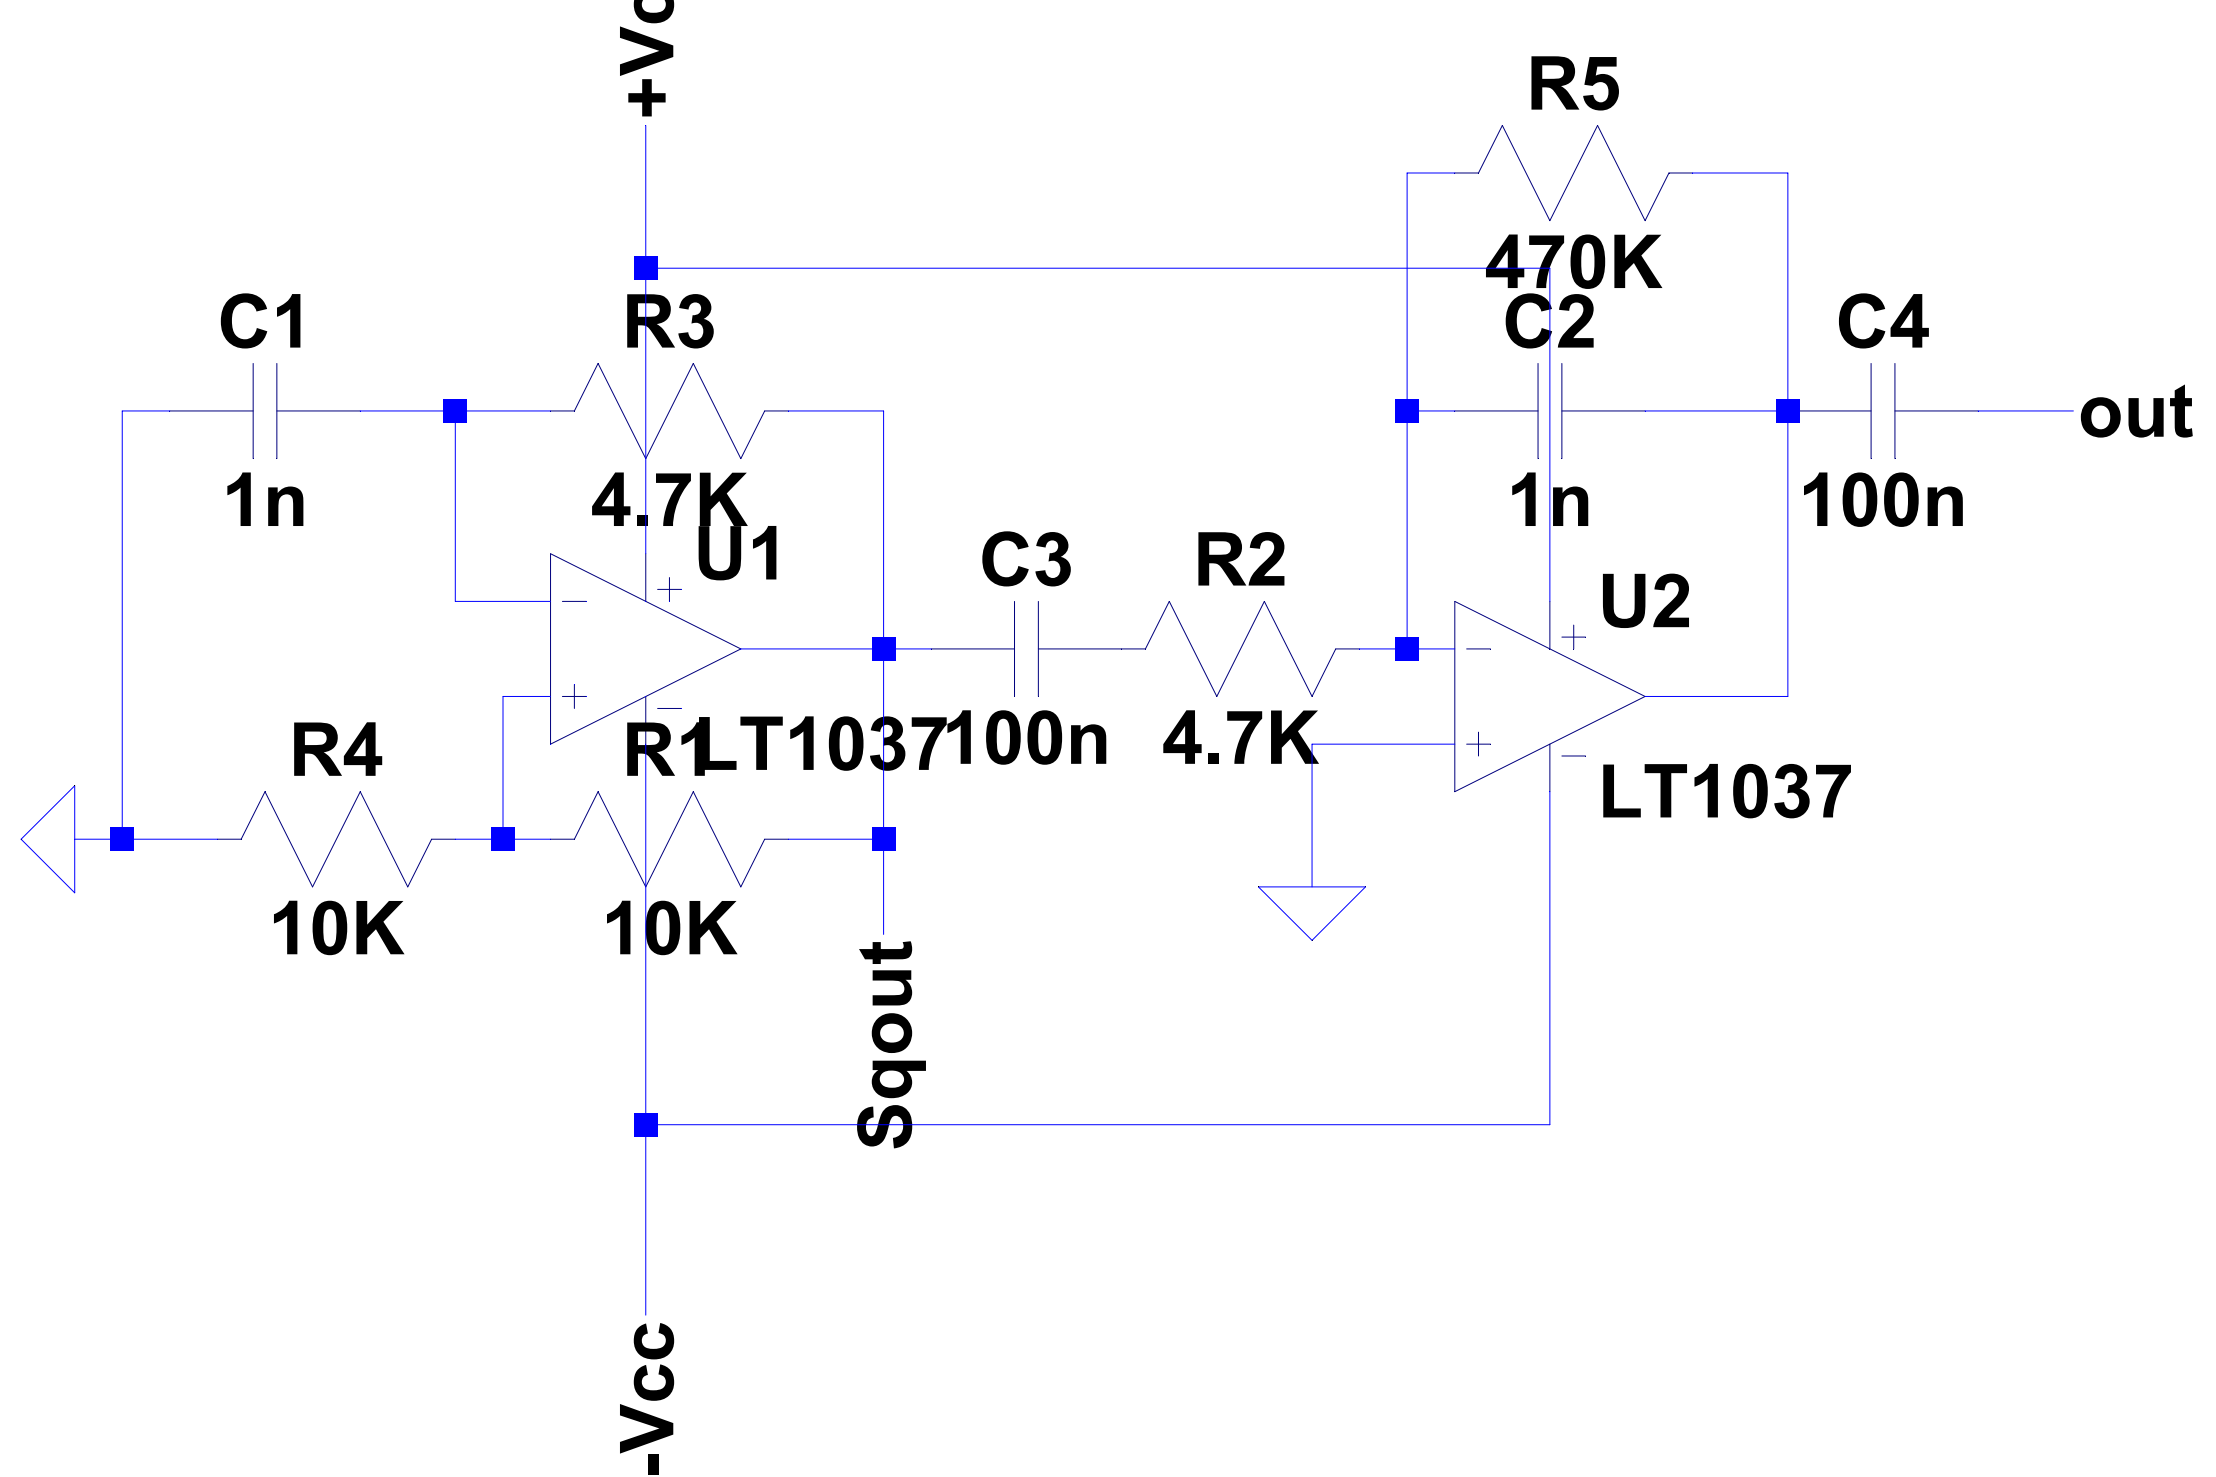 +Vc
R5
470K
C1
R3
C2
C4
out
1n
4.7K
1n
100n
U1
C3
R2
U2
LT1037
100n
4.7K
R4
R1
LT1037
10K
10K
Sqout
-Vcc